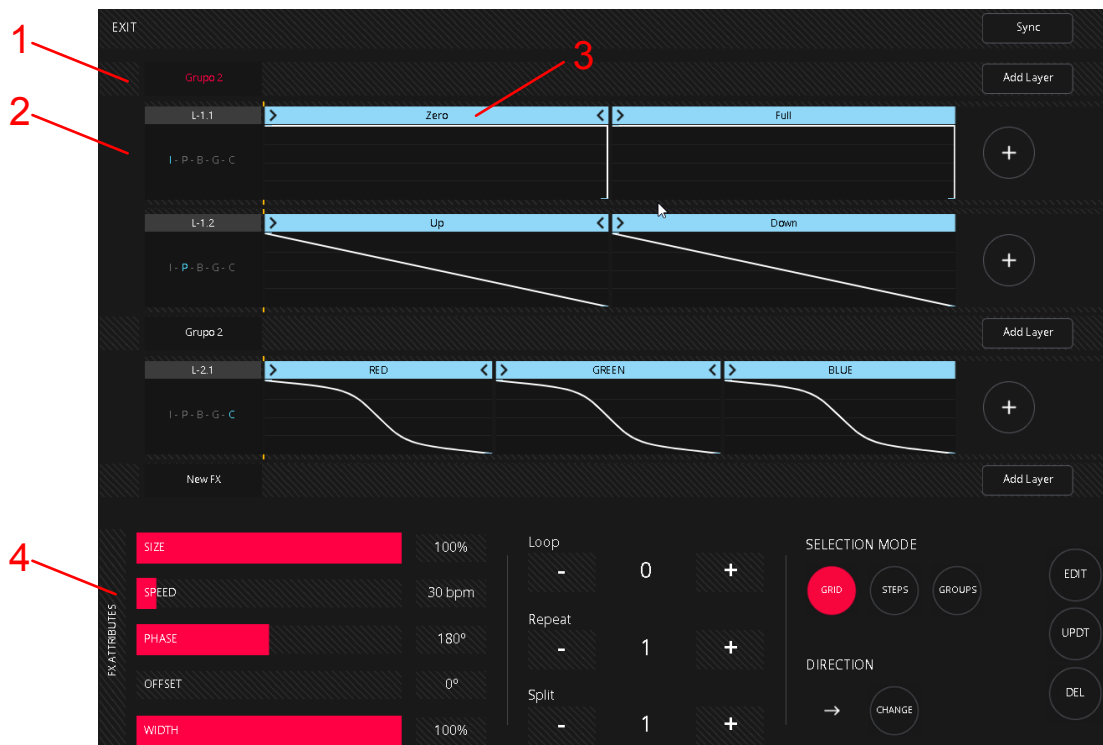 EXIT
Sync
1
3
Grupo 2
Add Layer
2
L-1.1
> Zero <
> Full
I - P - B - G - C
+
L-1.2
> Up <
> Down
I - P - B - G - C
+
Grupo 2
Add Layer
L-2.1
> RED <
> GREEN <
> BLUE
I - P - B - G - C
+
New FX
Add Layer
4
FX ATTRIBUTES
SIZE 100%
SPEED 30 bpm
PHASE 180º
OFFSET 0º
WIDTH 100%
Loop
- 0 +
Repeat
- 1 +
Split
- 1 +
SELECTION MODE
GRID
STEPS
GROUPS
DIRECTION
→
CHANGE
EDIT
UPDT
DEL